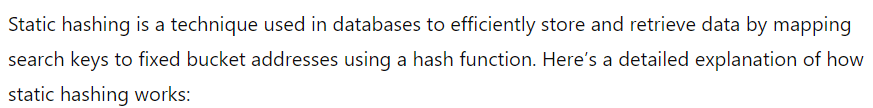 Static hashing is a technique used in databases to efficiently store and retrieve data by mapping
search keys to fixed bucket addresses using a hash function. Here’s a detailed explanation of how
static hashing works: